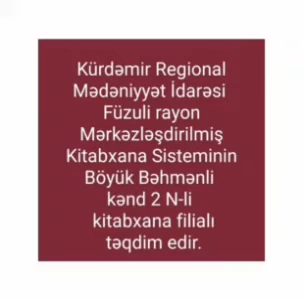 Kürdəmir Regional
Mədəniyyət İdarəsi
Füzuli rayon
Mərkəzləşdirilmiş
Kitabxana Sisteminin
Böyük Bəhmənli
kənd 2 N-li
kitabxana filialı
təqdim edir.